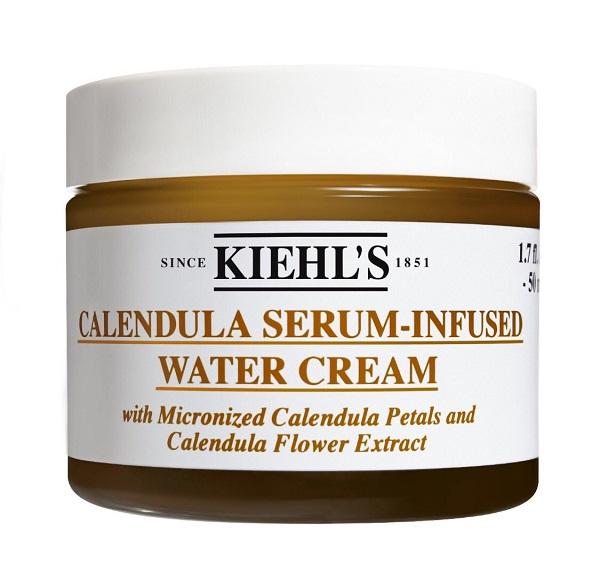 SINCE KIEHL'S 1851
1.7 fl.
- 50
CALENDULA SERUM-INFUSED
WATER CREAM
with Micronized Calendula Petals and
Calendula Flower Extract